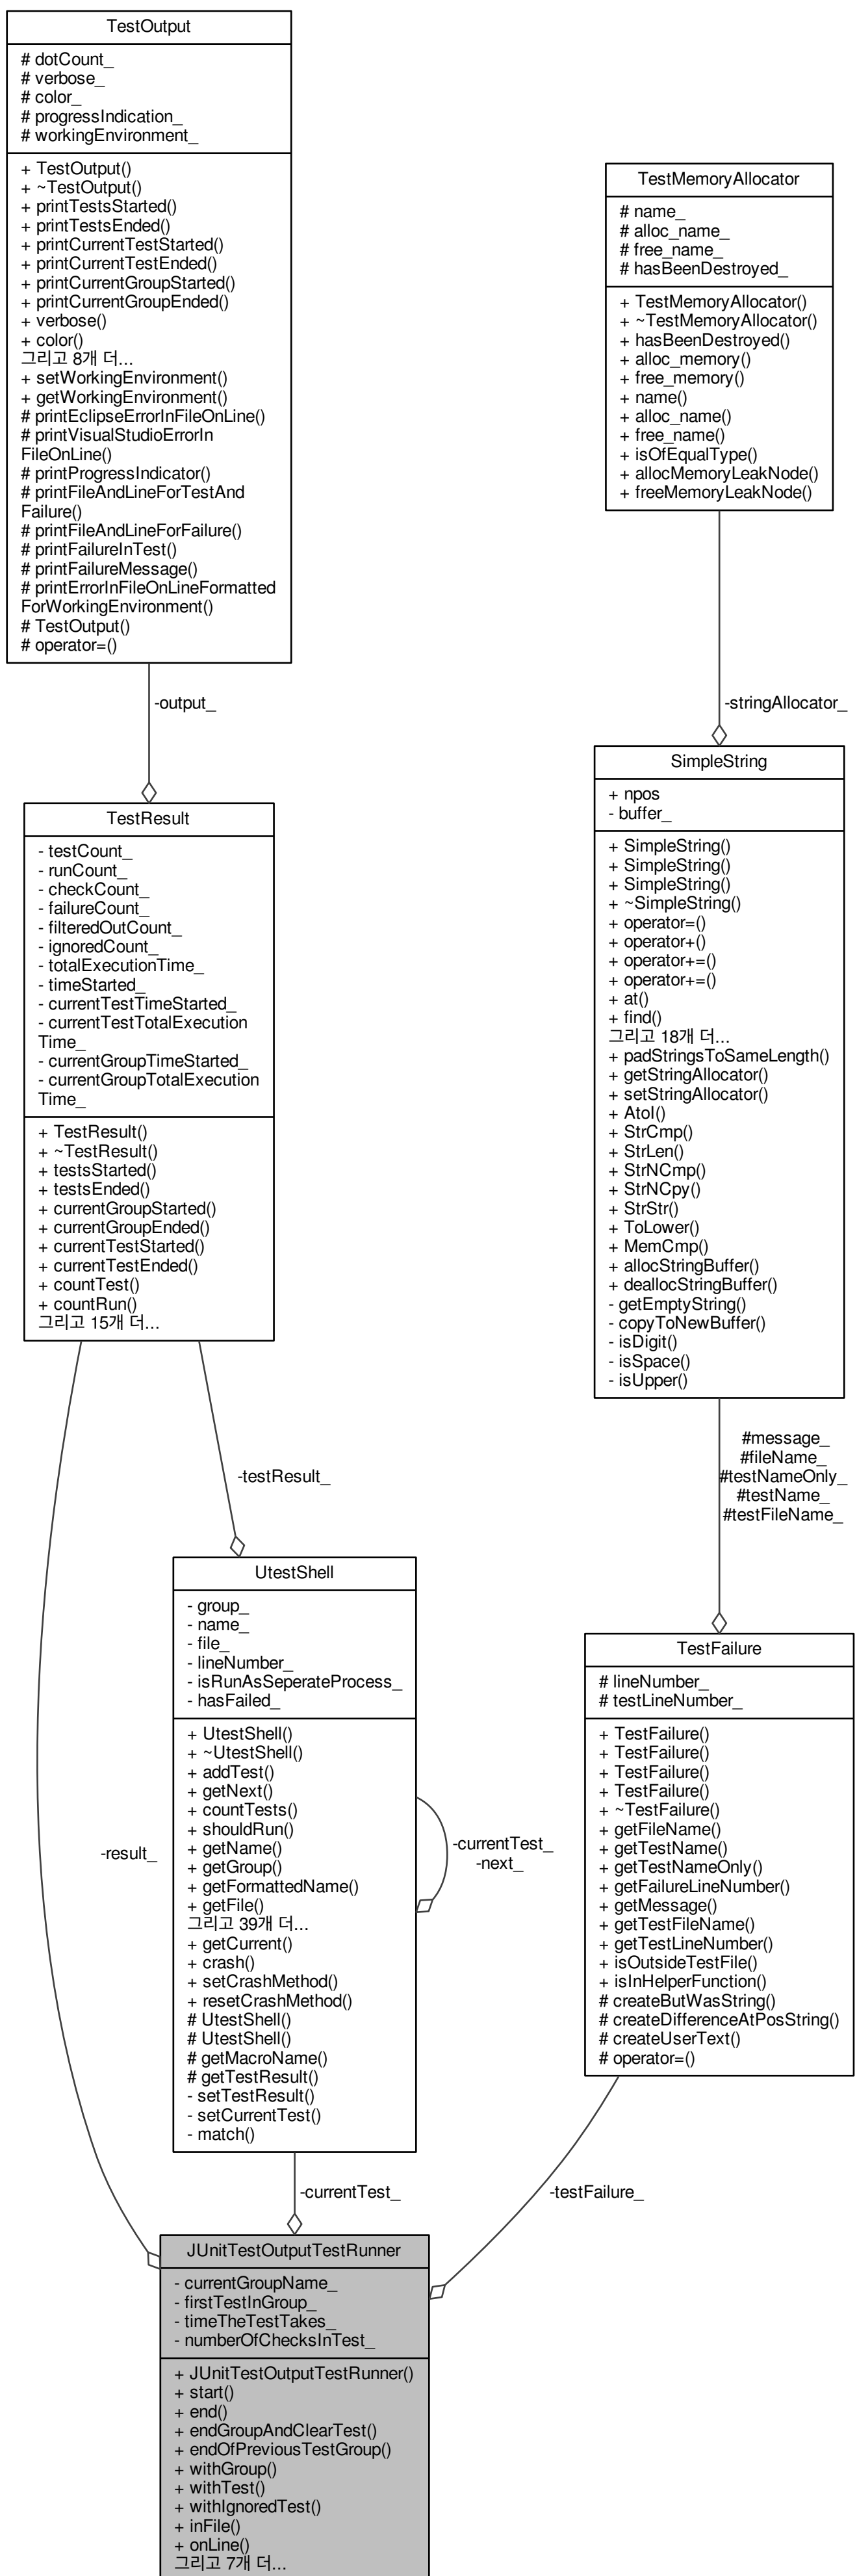 TestOutput
# dotCount_
# verbose_
# color_
# progressIndication_
# workingEnvironment_
+ TestOutput()
+ ~TestOutput()
+ printTestsStarted()
+ printTestsEnded()
+ printCurrentTestStarted()
+ printCurrentTestEnded()
+ printCurrentGroupStarted()
+ printCurrentGroupEnded()
+ verbose()
+ color()
그리고 8개 더...
+ setWorkingEnvironment()
+ getWorkingEnvironment()
# printEclipseErrorInFileOnLine()
# printVisualStudioErrorIn
FileOnLine()
# printProgressIndicator()
# printFileAndLineForTestAnd
Failure()
# printFileAndLineForFailure()
# printFailureInTest()
# printFailureMessage()
# printErrorInFileOnLineFormatted
ForWorkingEnvironment()
# TestOutput()
# operator=()
TestMemoryAllocator
# name_
# alloc_name_
# free_name_
# hasBeenDestroyed_
+ TestMemoryAllocator()
+ ~TestMemoryAllocator()
+ hasBeenDestroyed()
+ alloc_memory()
+ free_memory()
+ name()
+ alloc_name()
+ free_name()
+ isOfEqualType()
+ allocMemoryLeakNode()
+ freeMemoryLeakNode()
-output_
-stringAllocator_
TestResult
- testCount_
- runCount_
- checkCount_
- failureCount_
- filteredOutCount_
- ignoredCount_
- totalExecutionTime_
- timeStarted_
- currentTestTimeStarted_
- currentTestTotalExecution
Time_
- currentGroupTimeStarted_
- currentGroupTotalExecution
Time_
+ TestResult()
+ ~TestResult()
+ testsStarted()
+ testsEnded()
+ currentGroupStarted()
+ currentGroupEnded()
+ currentTestStarted()
+ currentTestEnded()
+ countTest()
+ countRun()
그리고 15개 더...
SimpleString
+ npos
- buffer_
+ SimpleString()
+ SimpleString()
+ SimpleString()
+ ~SimpleString()
+ operator=()
+ operator+()
+ operator+=()
+ operator+=()
+ at()
+ find()
그리고 18개 더...
+ padStringsToSameLength()
+ getStringAllocator()
+ setStringAllocator()
+ AtoI()
+ StrCmp()
+ StrLen()
+ StrNCmp()
+ StrNCpy()
+ StrStr()
+ ToLower()
+ MemCmp()
+ allocStringBuffer()
+ deallocStringBuffer()
- getEmptyString()
- copyToNewBuffer()
- isDigit()
- isSpace()
- isUpper()
-testResult_
#message_
#fileName_
#testNameOnly_
#testName_
#testFileName_
UtestShell
- group_
- name_
- file_
- lineNumber_
- isRunAsSeperateProcess_
- hasFailed_
+ UtestShell()
+ ~UtestShell()
+ addTest()
+ getNext()
+ countTests()
+ shouldRun()
+ getName()
+ getGroup()
+ getFormattedName()
+ getFile()
그리고 39개 더...
+ getCurrent()
+ crash()
+ setCrashMethod()
+ resetCrashMethod()
# UtestShell()
# UtestShell()
# getMacroName()
# getTestResult()
- setTestResult()
- setCurrentTest()
- match()
-result_
-currentTest_
-next_
TestFailure
# lineNumber_
# testLineNumber_
+ TestFailure()
+ TestFailure()
+ TestFailure()
+ TestFailure()
+ ~TestFailure()
+ getFileName()
+ getTestName()
+ getTestNameOnly()
+ getFailureLineNumber()
+ getMessage()
+ getTestFileName()
+ getTestLineNumber()
+ isOutsideTestFile()
+ isInHelperFunction()
# createButWasString()
# createDifferenceAtPosString()
# createUserText()
# operator=()
-currentTest_
-testFailure_
JUnitTestOutputTestRunner
- currentGroupName_
- firstTestInGroup_
- timeTheTestTakes_
- numberOfChecksInTest_
+ JUnitTestOutputTestRunner()
+ start()
+ end()
+ endGroupAndClearTest()
+ endOfPreviousTestGroup()
+ withGroup()
+ withTest()
+ withIgnoredTest()
+ inFile()
+ onLine()
그리고 7개 더...